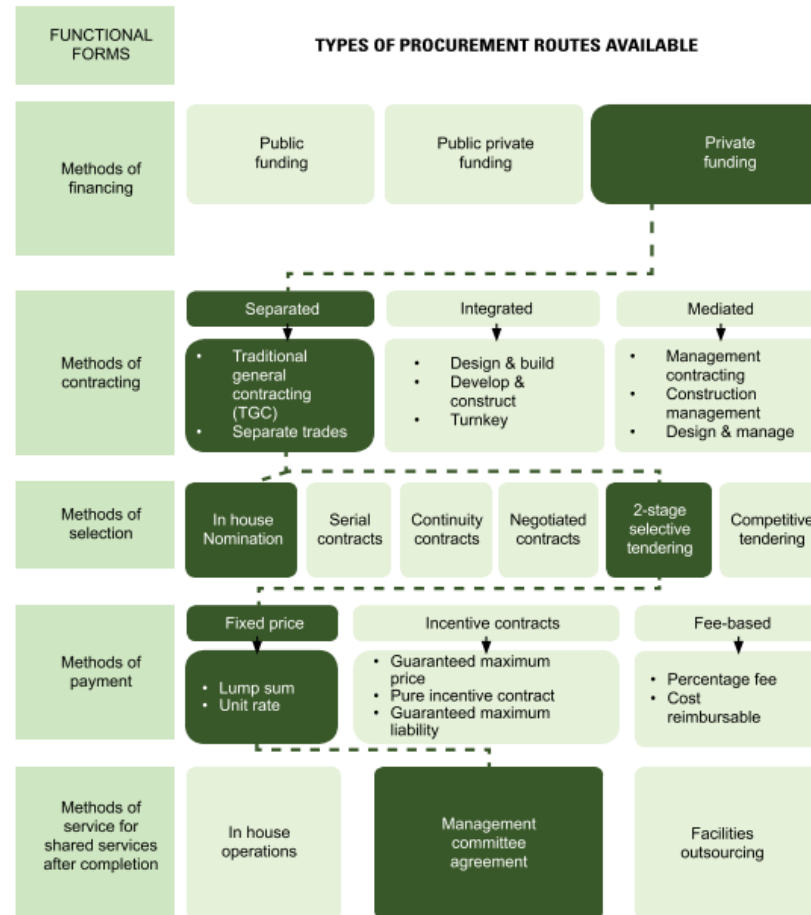 FUNCTIONAL
FORMS
TYPES OF PROCUREMENT ROUTES AVAILABLE
Methods of
financing
Public
funding
Public private
funding
Private
funding
Methods of
contracting
Separated
• Traditional
general
contracting
(TGC)
• Separate trades
Integrated
• Design & build
• Develop &
construct
• Turnkey
Mediated
• Management
contracting
• Construction
management
• Design & manage
Methods of
selection
In house
Nomination
Serial
contracts
Continuity
contracts
Negotiated
contracts
2-stage
selective
tendering
Competitive
tendering
Methods of
payment
Fixed price
• Lump sum
• Unit rate
Incentive contracts
• Guaranteed maximum
price
• Pure incentive contract
• Guaranteed maximum
liability
Fee-based
• Percentage fee
• Cost
reimbursable
Methods of
service for
shared services
after completion
In house
operations
Management
committee
agreement
Facilities
outsourcing